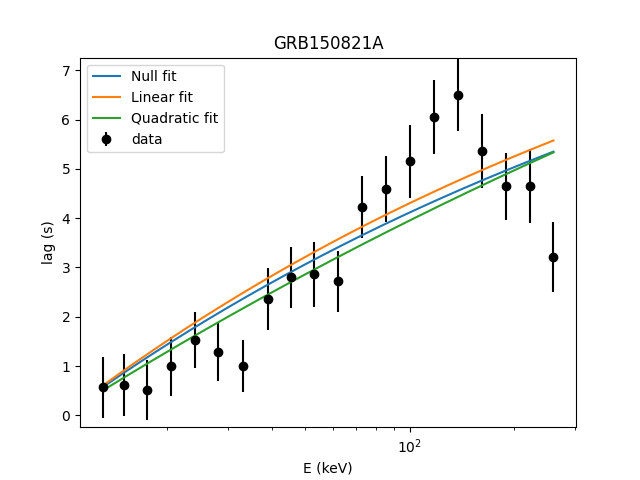 GRB150821A
Null fit
Linear fit
Quadratic fit
data
7
6
5
4
3
2
1
0
lag (s)
10²
E (keV)